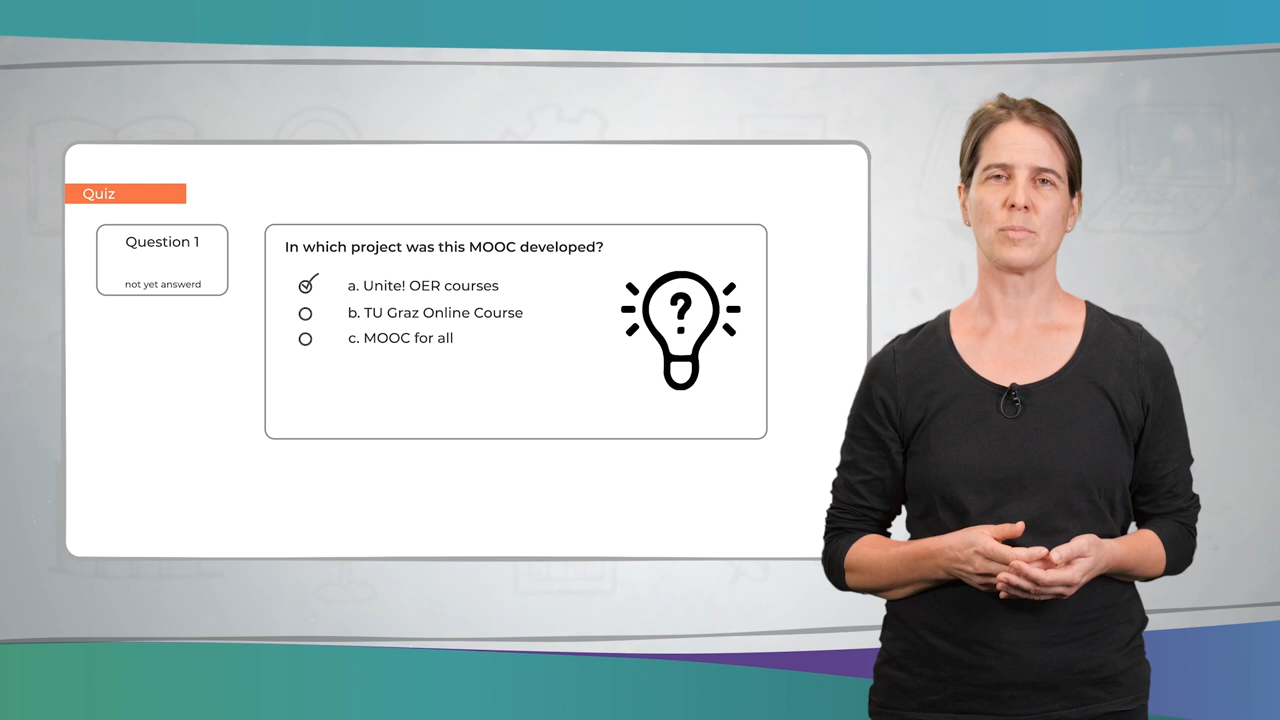 Quiz
Question 1
not yet answerd
In which project was this MOOC developed?
a. Unite! OER courses
b. TU Graz Online Course
c. MOOC for all
?